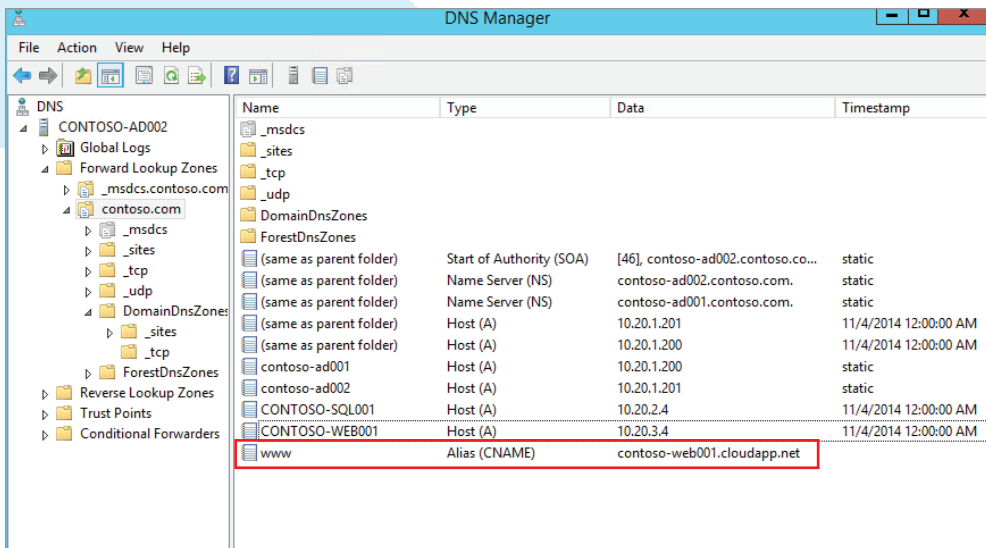 DNS Manager
File Action View Help
DNS
CONTOSO-AD002
Global Logs
Forward Lookup Zones
_msdcs.contoso.com
contoso.com
_msdcs
_sites
_tcp
_udp
DomainDnsZones
_sites
_tcp
ForestDnsZones
Reverse Lookup Zones
Trust Points
Conditional Forwarders
Name Type Data Timestamp
_msdcs
_sites
_tcp
_udp
DomainDnsZones
ForestDnsZones
(same as parent folder) Start of Authority (SOA) [46], contoso-ad002.contoso.co... static
(same as parent folder) Name Server (NS) contoso-ad002.contoso.com. static
(same as parent folder) Name Server (NS) contoso-ad001.contoso.com. static
(same as parent folder) Host (A) 10.20.1.201 11/4/2014 12:00:00 AM
(same as parent folder) Host (A) 10.20.1.200 11/4/2014 12:00:00 AM
contoso-ad001 Host (A) 10.20.1.200 static
contoso-ad002 Host (A) 10.20.1.201 static
CONTOSO-SQL001 Host (A) 10.20.2.4 11/4/2014 12:00:00 AM
CONTOSO-WEB001 Host (A) 10.20.3.4 11/4/2014 12:00:00 AM
www Alias (CNAME) contoso-web001.cloudapp.net